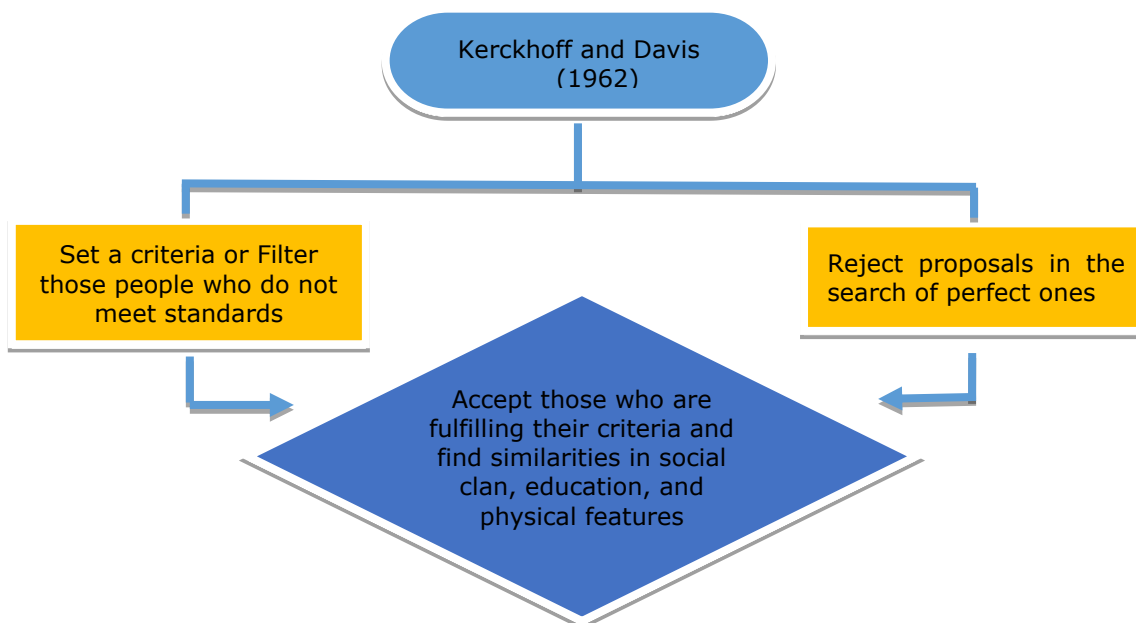 Kerckhoff and Davis
(1962)
Set a criteria or Filter
those people who do not
meet standards
Reject proposals in the
search of perfect ones
Accept those who are
fulfilling their criteria and
find similarities in social
clan, education, and
physical features